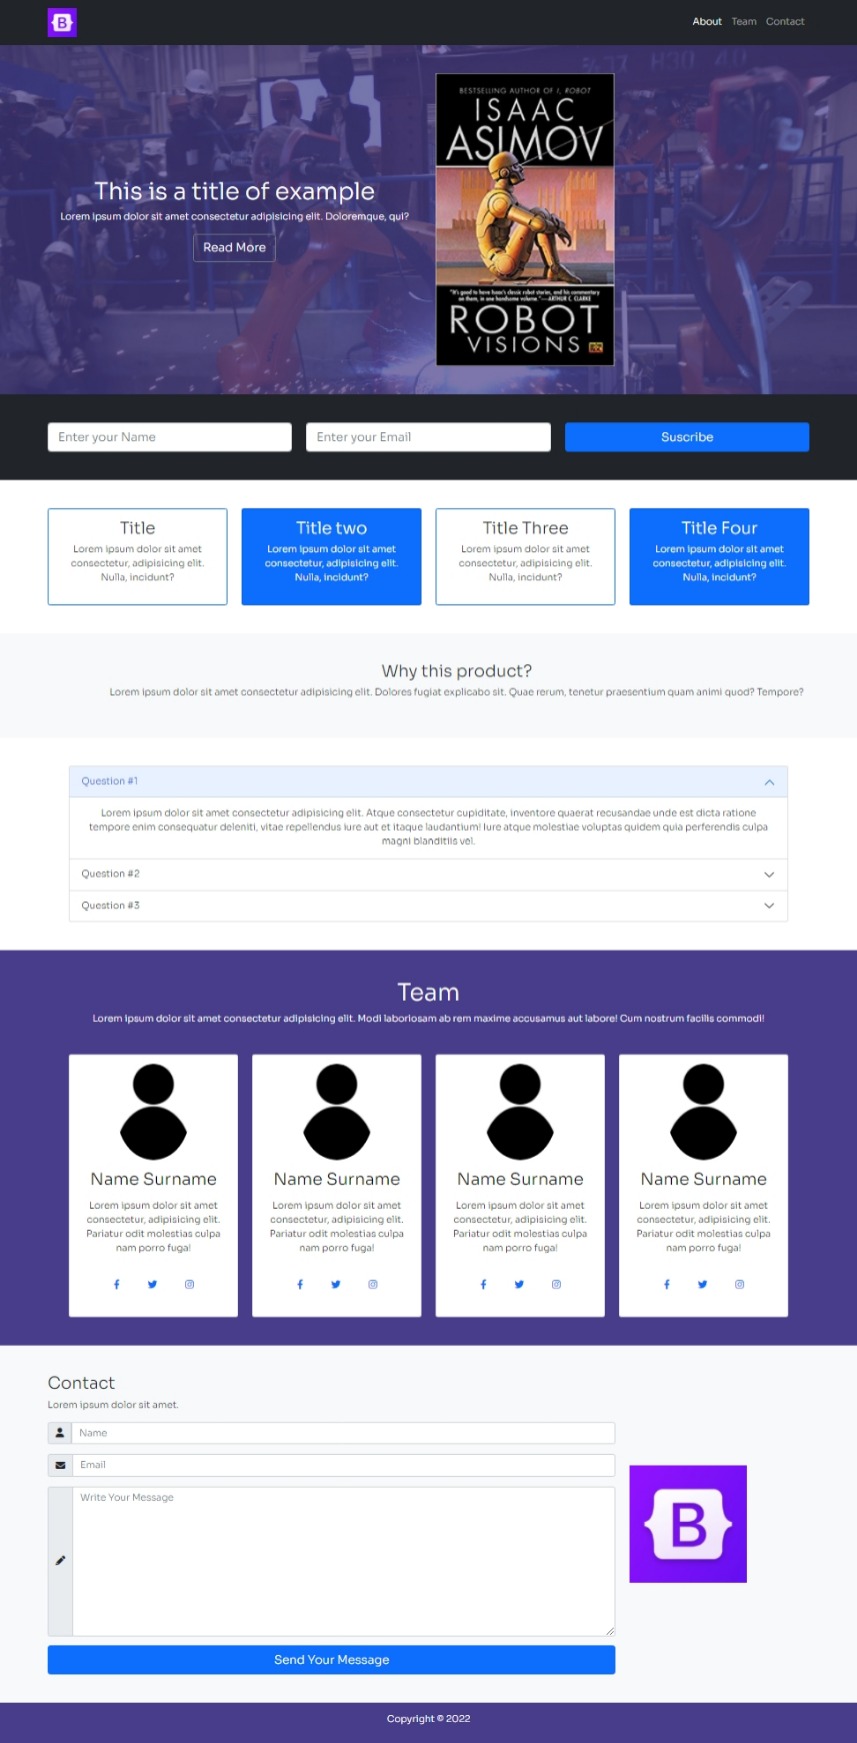 B
About Team Contact
BESTSELLING AUTHOR OF I, ROBOT
ISAAC
ASIMOV
This is a title of example
Lorem ipsum dolor sit amet consectetur adipisicing elit. Doloremque, qui?
Read More
"It's good to have Isaac's classic robot stories, and his commentary
on them, in one handsome volume."—ARTHUR C. CLARKE
ROBOT
VISIONS
Enter your Name
Enter your Email
Suscribe
Title
Lorem ipsum dolor sit amet
consectetur, adipisicing elit.
Nulla, incidunt?
Title two
Lorem ipsum dolor sit amet
consectetur, adipisicing elit.
Nulla, incidunt?
Title Three
Lorem ipsum dolor sit amet
consectetur, adipisicing elit.
Nulla, incidunt?
Title Four
Lorem ipsum dolor sit amet
consectetur, adipisicing elit.
Nulla, incidunt?
Why this product?
Lorem ipsum dolor sit amet consectetur adipisicing elit. Dolores fugiat explicabo sit. Quae rerum, tenetur praesentium quam animi quod? Tempore?
Question #1
Lorem ipsum dolor sit amet consectetur adipisicing elit. Atque consectetur cupiditate, inventore quaerat recusandae unde est dicta ratione
tempore enim consequatur deleniti, vitae repellendus iure aut et itaque laudantium! Iure atque molestiae voluptas quidem quia perferendis culpa
magni blanditiis vel.
Question #2
Question #3
Team
Lorem ipsum dolor sit amet consectetur adipisicing elit. Modi laboriosam ab rem maxime accusamus aut labore! Cum nostrum facilis commodi!
Name Surname
Lorem ipsum dolor sit amet
consectetur, adipisicing elit.
Pariatur odit molestias culpa
nam porro fuga!
Name Surname
Lorem ipsum dolor sit amet
consectetur, adipisicing elit.
Pariatur odit molestias culpa
nam porro fuga!
Name Surname
Lorem ipsum dolor sit amet
consectetur, adipisicing elit.
Pariatur odit molestias culpa
nam porro fuga!
Name Surname
Lorem ipsum dolor sit amet
consectetur, adipisicing elit.
Pariatur odit molestias culpa
nam porro fuga!
Contact
Lorem ipsum dolor sit amet.
Name
Email
Write Your Message
B
Send Your Message
Copyright © 2022